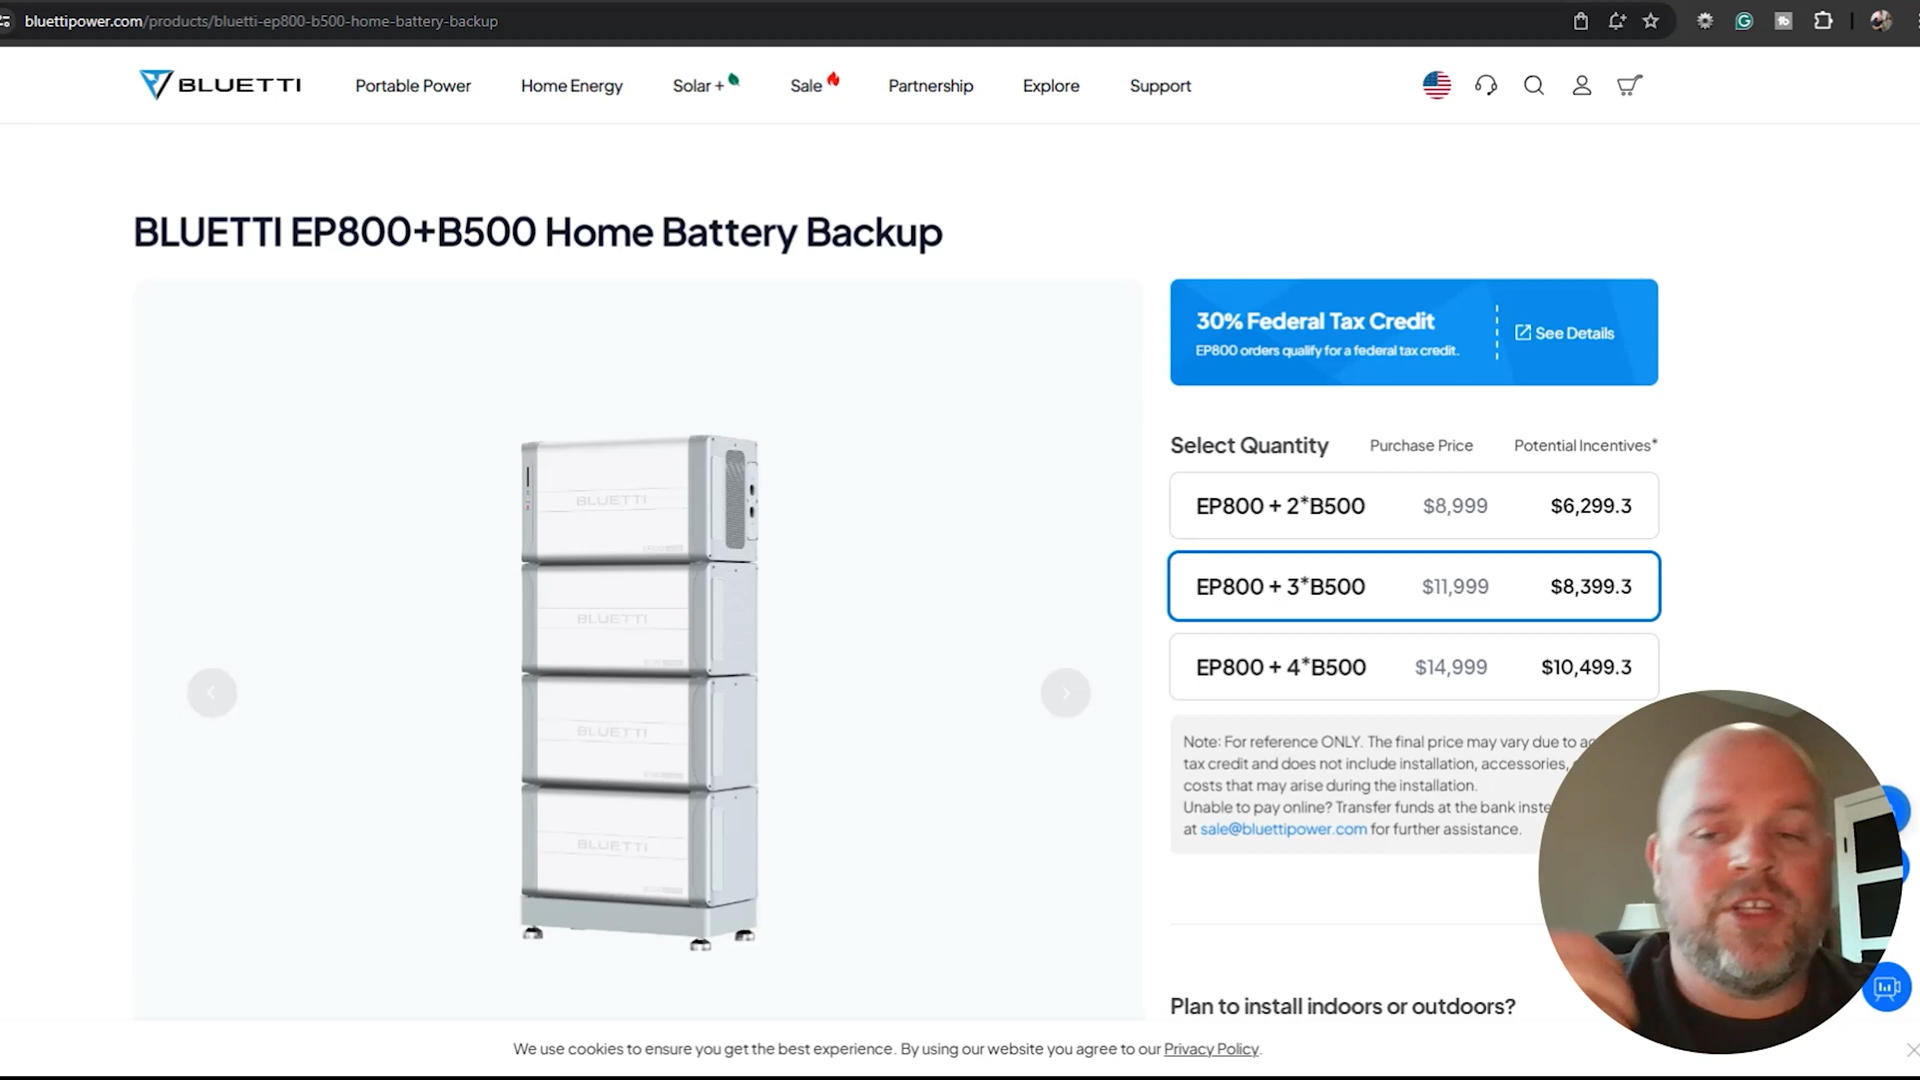 bluettipower.com/products/bluetti-ep800-b500-home-battery-backup
BLUETTI
Portable Power
Home Energy
Solar +
Sale
Partnership
Explore
Support
BLUETTI EP800+B500 Home Battery Backup
30% Federal Tax Credit
EP800 orders qualify for a federal tax credit.
See Details
Select Quantity Purchase Price Potential Incentives*
EP800 + 2*B500 $8,999 $6,299.3
EP800 + 3*B500 $11,999 $8,399.3
EP800 + 4*B500 $14,999 $10,499.3
Note: For reference ONLY. The final price may vary due to
tax credit and does not include installation, accessories,
costs that may arise during the installation.
Unable to pay online? Transfer funds at the bank
at sale@bluettipower.com for further assistance.
BLUETTI
BLUETTI
BLUETTI
BLUETTI
Plan to install indoors or outdoors?
We use cookies to ensure you get the best experience. By using our website you agree to our Privacy Policy.